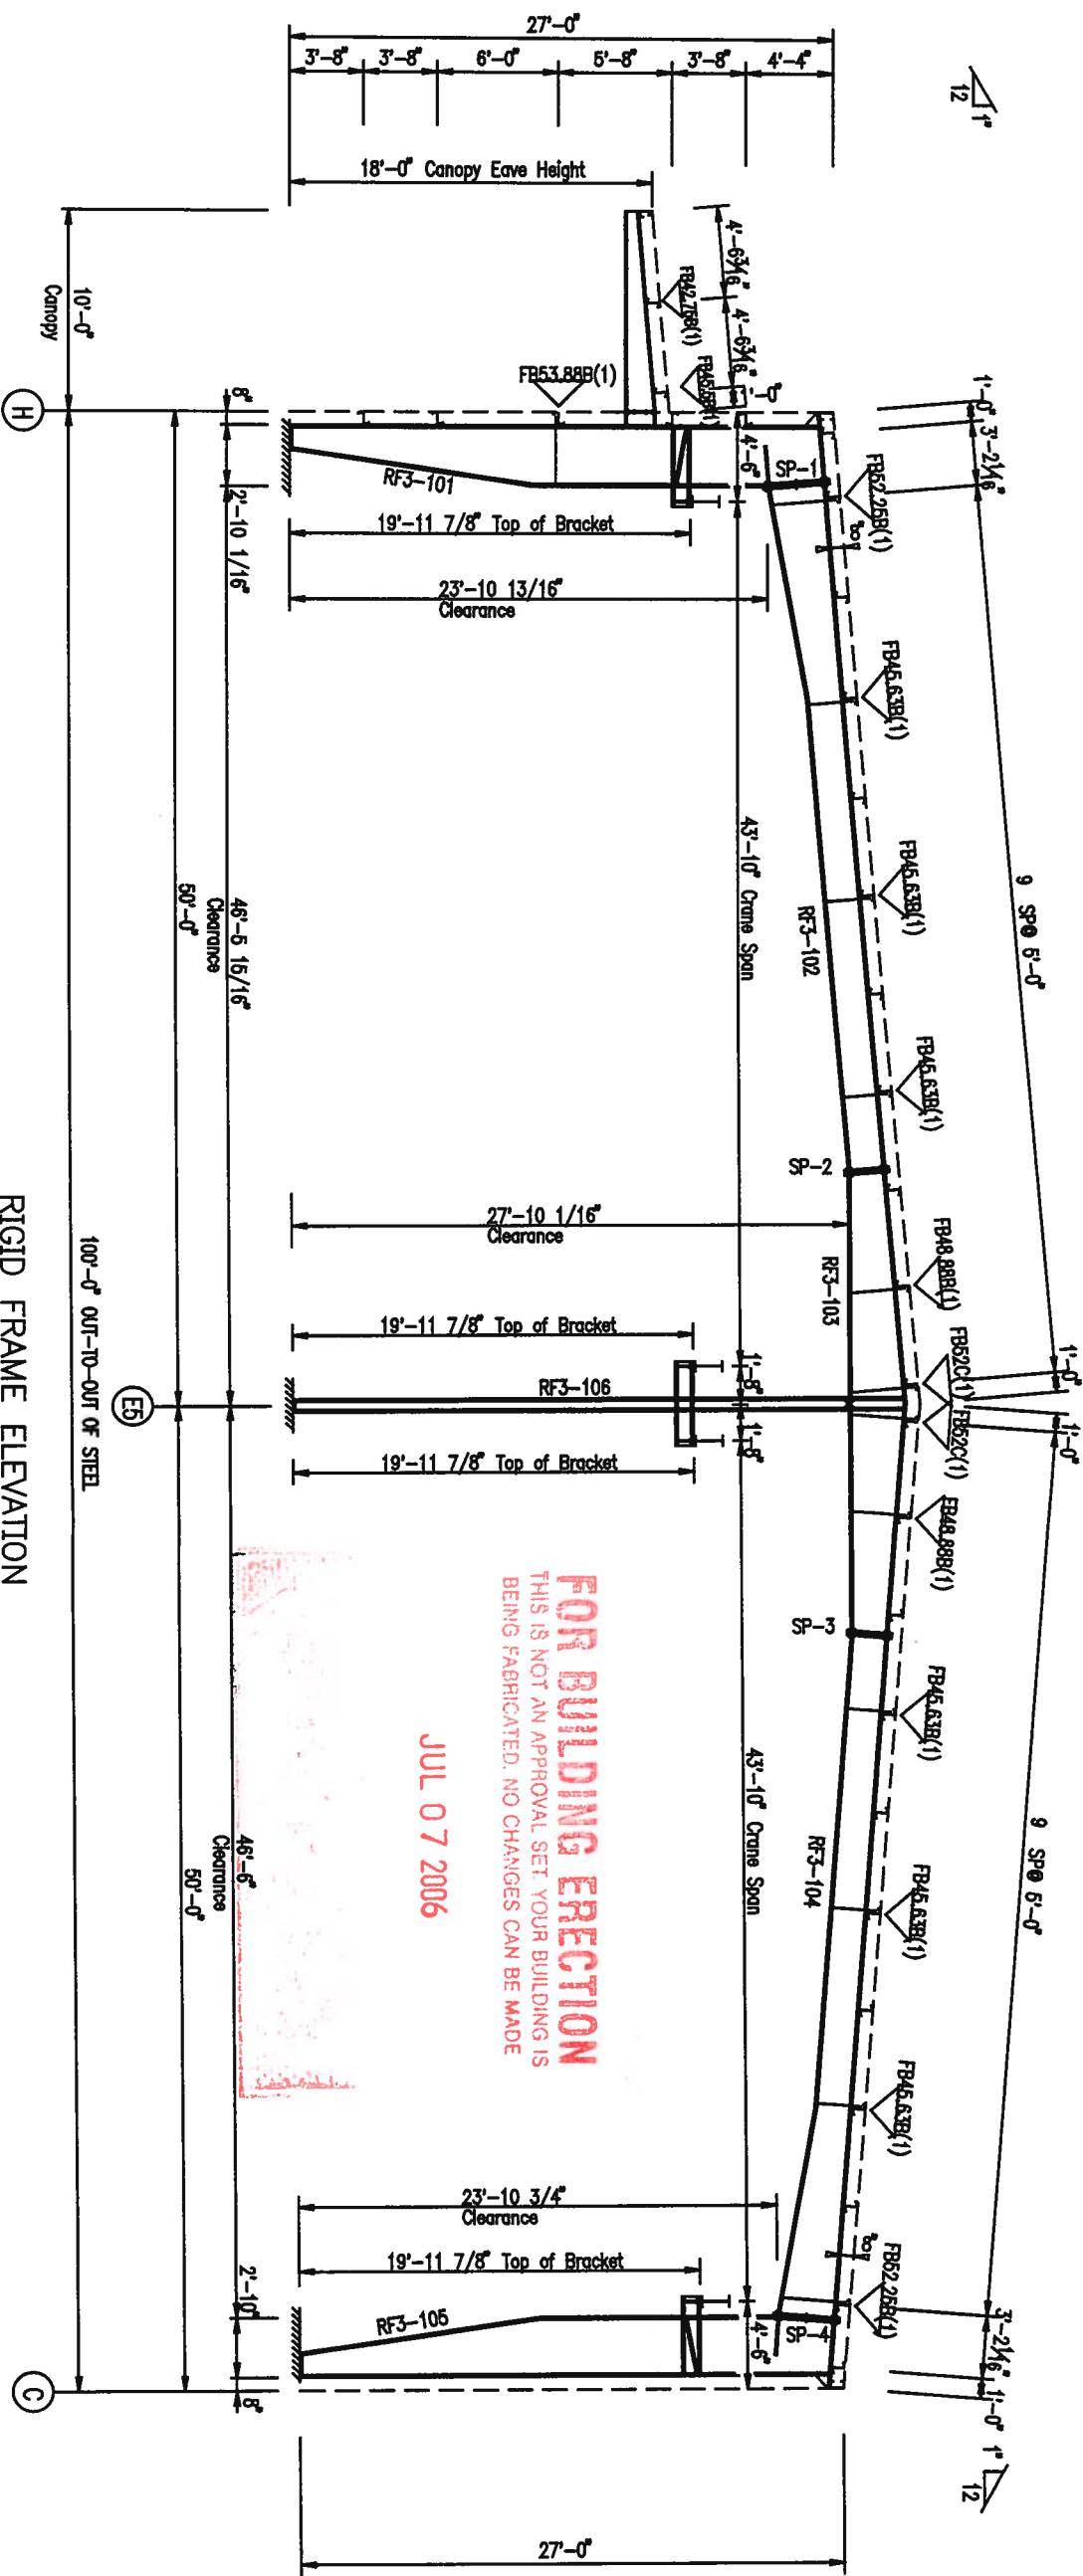 27'-0"
3'-8"
3'-8"
6'-0"
5'-8"
3'-8"
4'-4"
12
1"
18'-0" Canopy Eave Height
10'-0"
Canopy
H
8"
2'-10 1/16"
4'-6 3/16"
4'-6 3/16"
FB42.75B(1)
FB53.88B(1)
RF3-101
4'-6"
SP-1
19'-11 7/8" Top of Bracket
23'-10 13/16"
Clearance
1'-0"
3'-2 1/16"
9 SP@ 5'-0"
1'-0"
FB52.25B(1)
8"
FB45.63B(1)
FB45.63B(1)
FB45.63B(1)
FB48.88B(1)
FB52C(1)
RF3-102
SP-2
RF3-103
43'-10" Crane Span
46'-5 15/16"
Clearance
50'-0"
27'-10 1/16"
Clearance
19'-11 7/8" Top of Bracket
1'-8"
RF3-106
1'-8"
19'-11 7/8" Top of Bracket
E5
100'-0" OUT-TO-OUT OF STEEL
RIGID FRAME ELEVATION
1'-0"
9 SP@ 5'-0"
3'-2 1/16"
1'-0"
1"
12
FB52C(1)
FB48.88B(1)
FB45.63B(1)
FB45.63B(1)
FB45.63B(1)
8"
FB52.25B(1)
SP-3
RF3-104
SP-4
43'-10" Crane Span
4'-6"
FOR BUILDING ERECTION
THIS IS NOT AN APPROVAL SET. YOUR BUILDING IS
BEING FABRICATED. NO CHANGES CAN BE MADE
JUL 07 2006
46'-6"
Clearance
50'-0"
23'-10 3/4"
Clearance
19'-11 7/8" Top of Bracket
RF3-105
2'-10"
8"
C
27'-0"